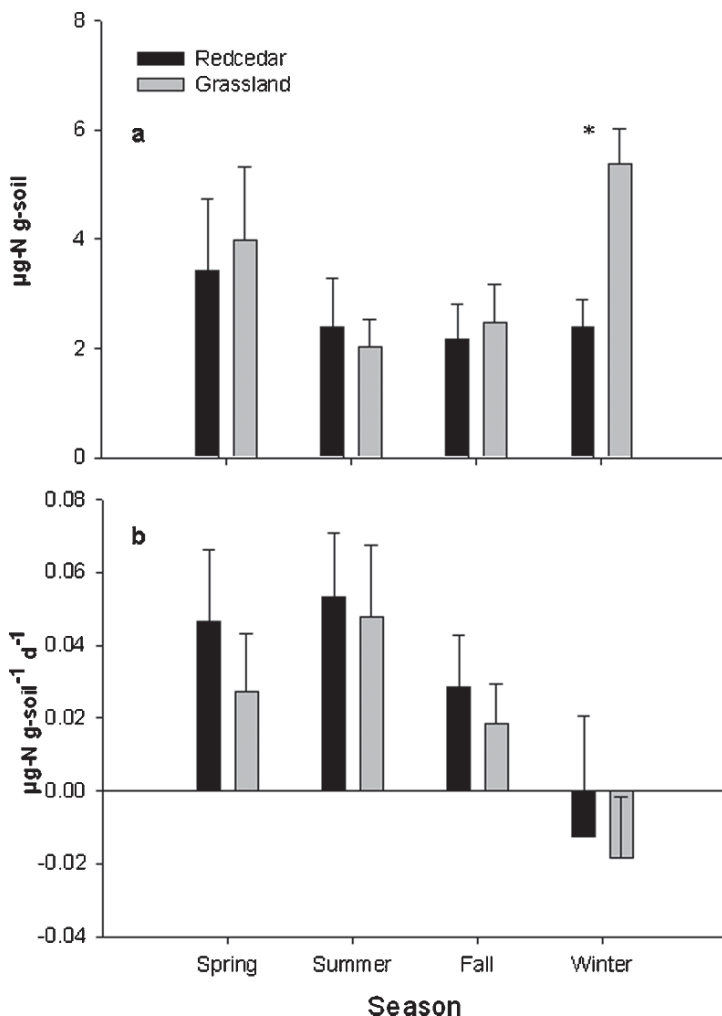 8
Redcedar
Grassland
a
*
6
4
2
0
µg-N g-soil
0.08
b
0.06
0.04
0.02
0.00
-0.02
-0.04
µg-N g-soil⁻¹ d⁻¹
Spring Summer Fall Winter
Season